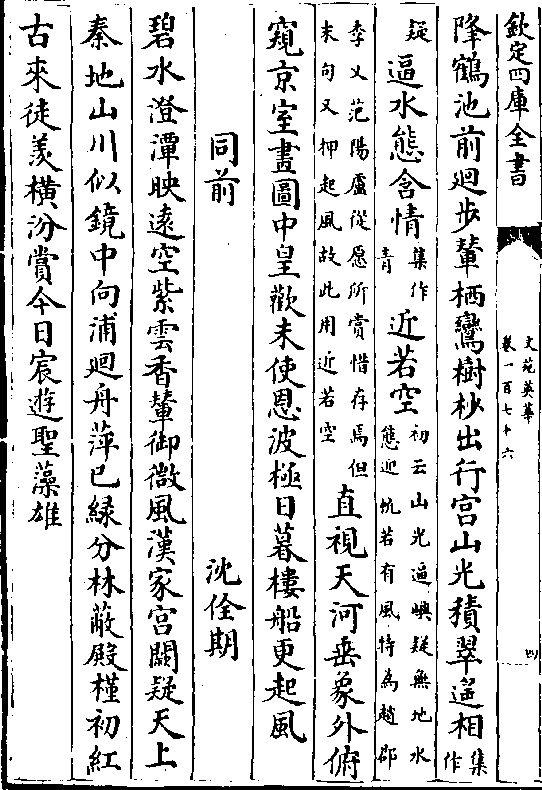 欽定四庫全書
文苑英華
卷一百七十六
四
降鶴池前迴步輦栖鸞樹杪出行宫山光積翠遥相集作
疑逼水態含情集作青近若空初云山光遍嶼疑無地水
態迎帆若有風特為趙郡
李乂范陽盧從愿所賞惜存焉但
末句又押起風故此用近若空直視天河垂象外俯
窺京室畫圖中皇歡未使恩波極日暮樓船更起風
同前
沈佺期
碧水澄潭映遠空紫雲香輦御微風漢家宫闕疑天上
秦地山川似鏡中向浦迴舟萍已緑分林蔽殿槿初紅
古來徒羡横汾賞今日宸遊聖藻雄